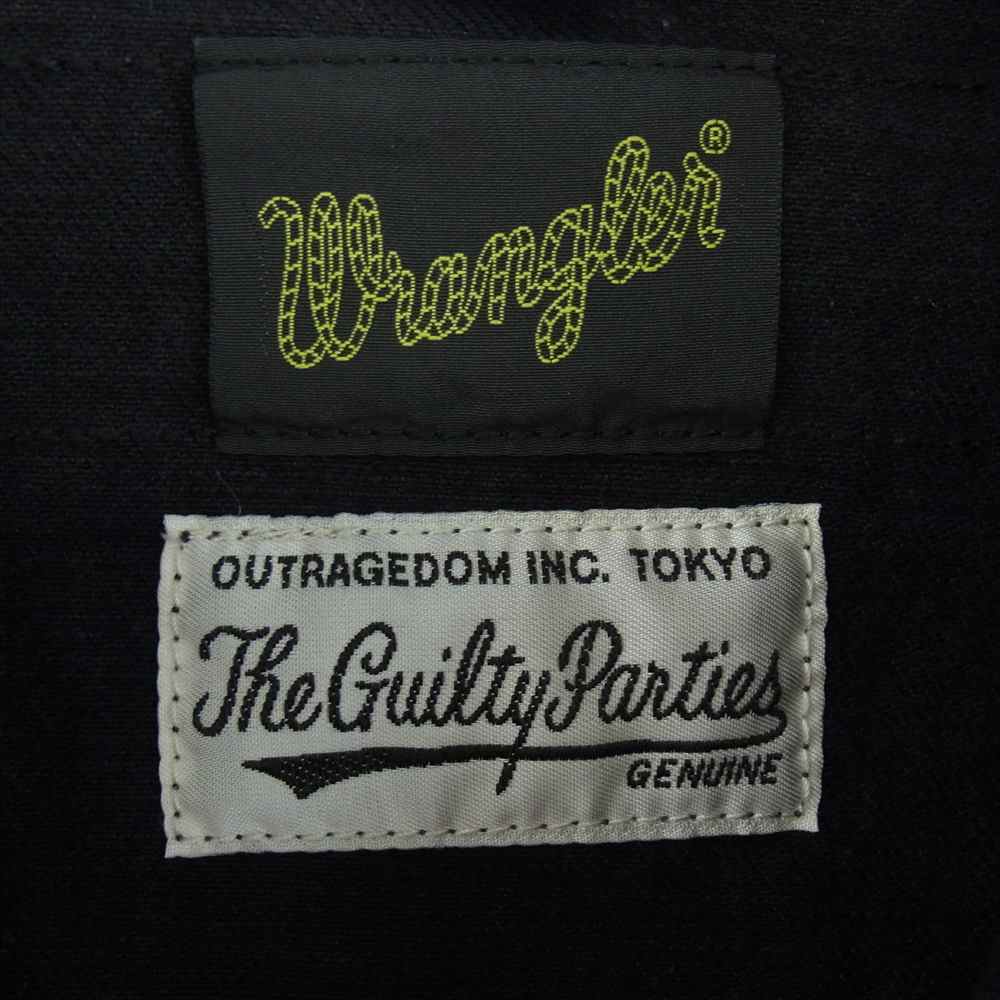 Wrangler®
OUTRAGEDOM INC. TOKYO
The Guilty Parties
GENUINE